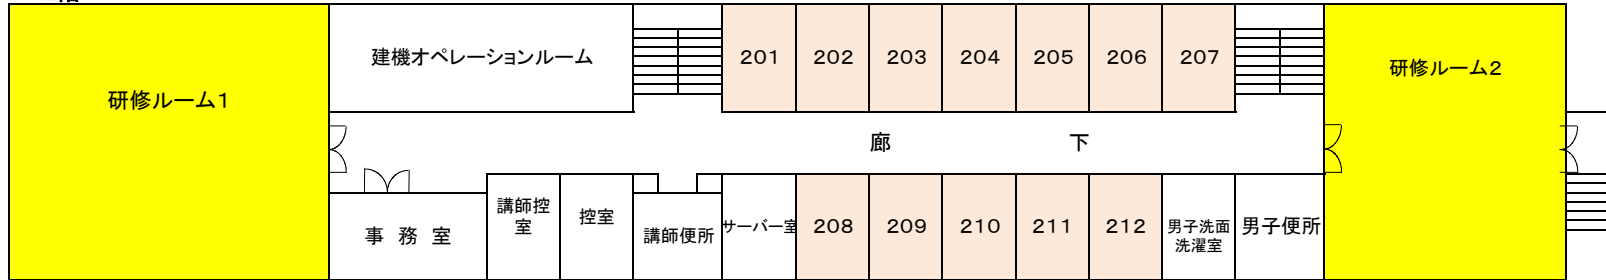 研修ルーム1
建機オペレーションルーム
201
202
203
204
205
206
207
研修ルーム2
廊　　下
事 務 室
講師控
室
控室
講師便所
サーバー室
208
209
210
211
212
男子洗面
洗濯室
男子便所